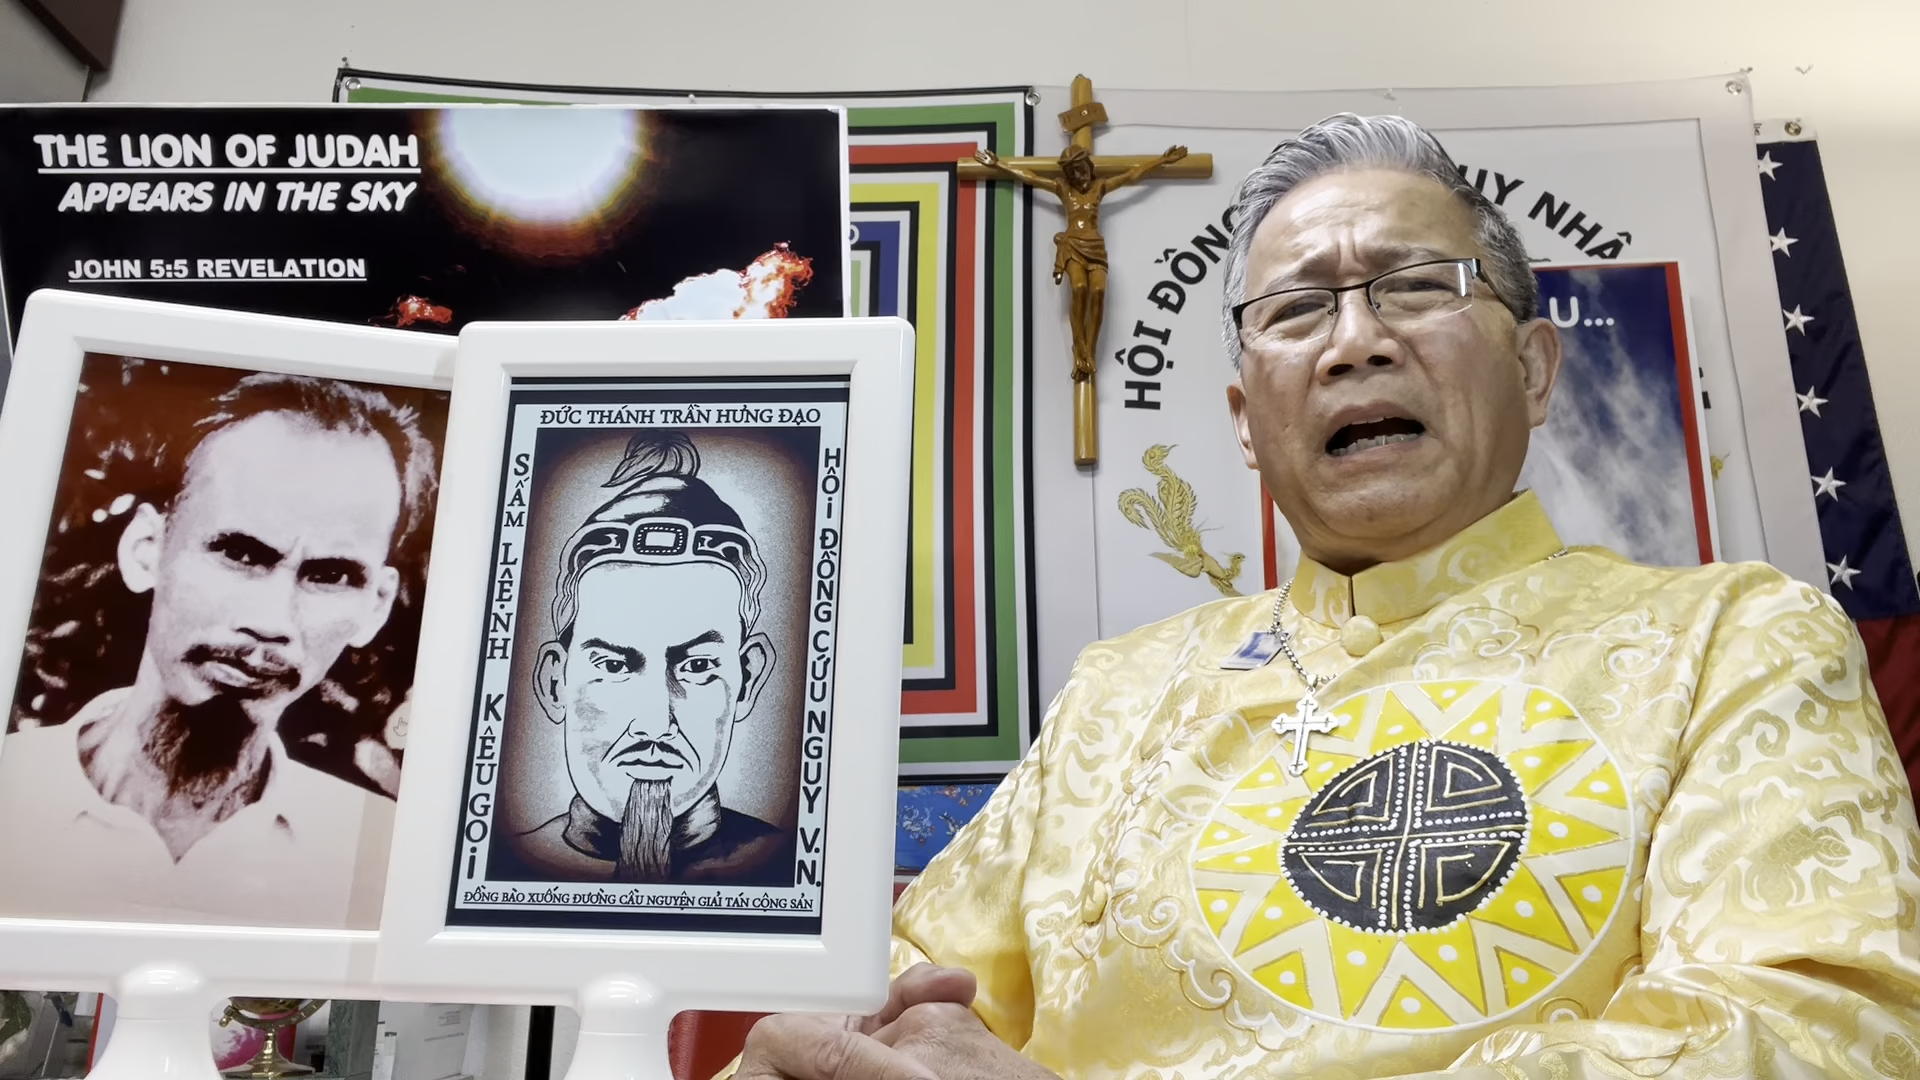 THE LION OF JUDAH
APPEARS IN THE SKY
JOHN 5:5 REVELATION
HỘI ĐỒNG
UY NHÂ
U...
ĐỨC THÁNH TRẦN HƯNG ĐẠO
SẤM LỆNH KÊU GỌI
HỘI ĐỒNG CỨU NGUY V.N.
ĐỒNG BÀO XUỐNG ĐƯỜNG CẦU NGUYỆN GIẢI TÁN CỘNG SẢN